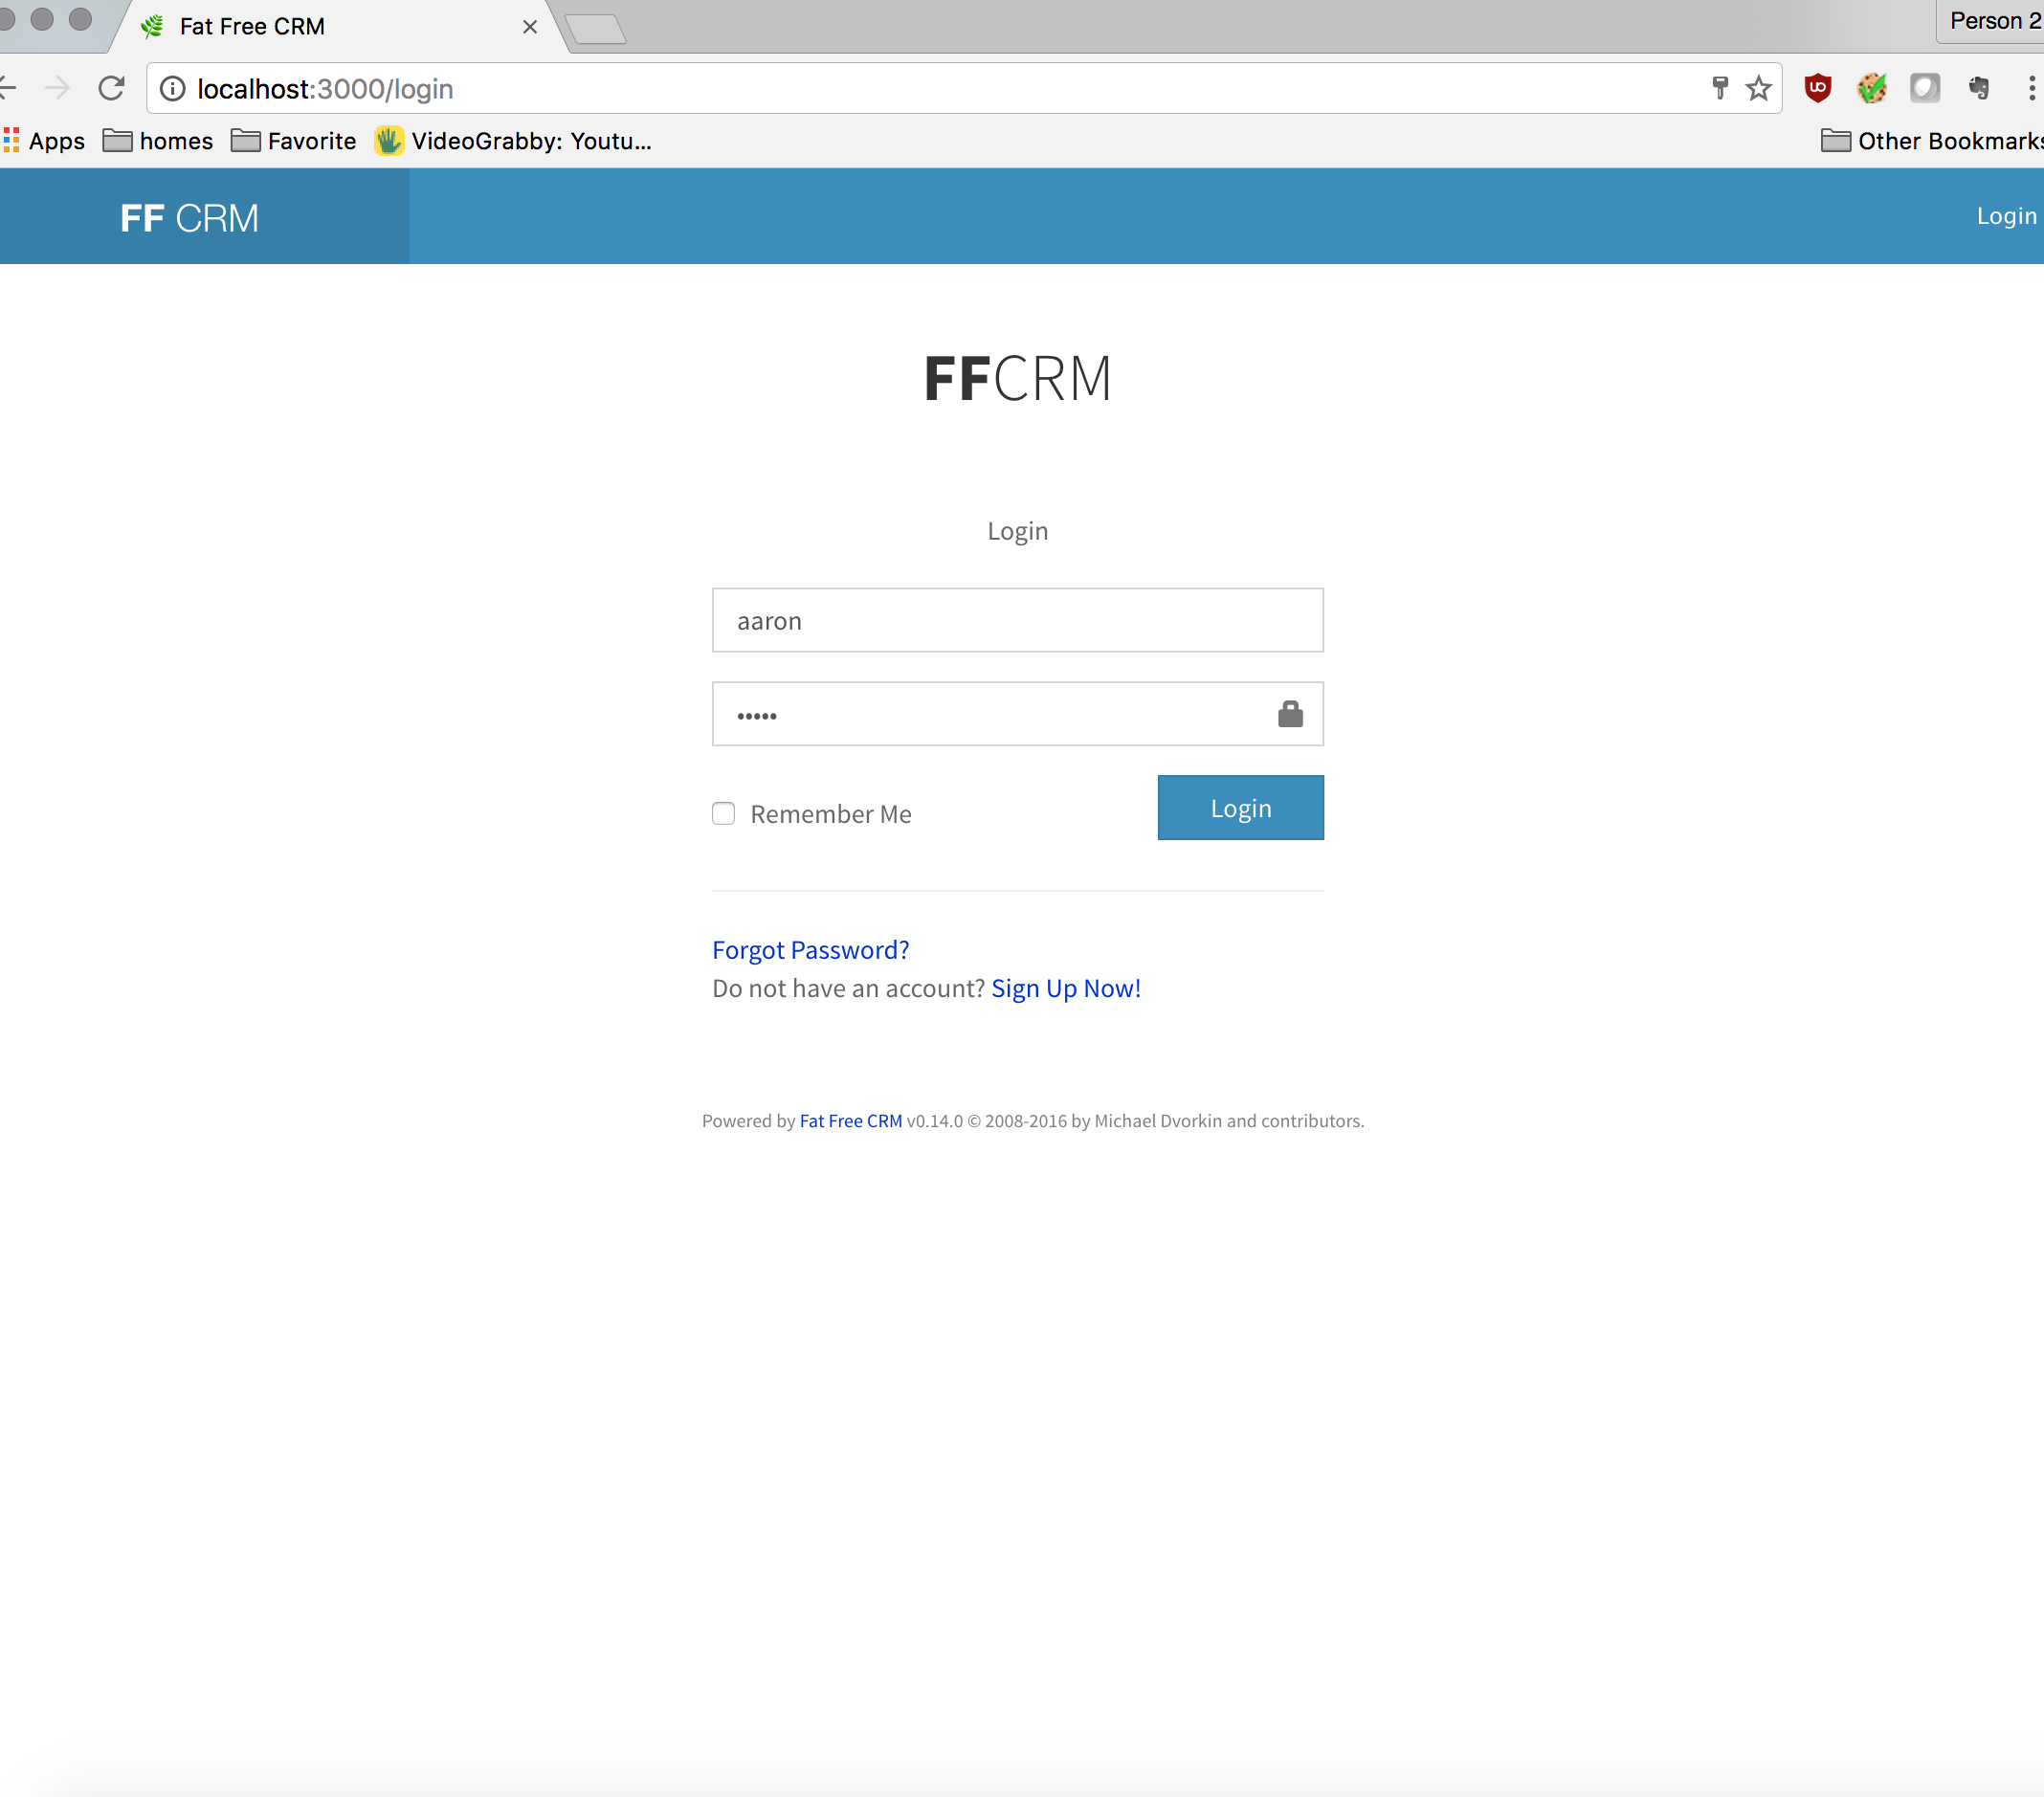 Fat Free CRM
Person 2
localhost:3000/login
Apps homes Favorite VideoGrabby: Youtu... Other Bookmarks
FF CRM Login
FFCRM
Login
aaron
•••••
Remember Me Login
Forgot Password?
Do not have an account? Sign Up Now!
Powered by Fat Free CRM v0.14.0 © 2008-2016 by Michael Dvorkin and contributors.